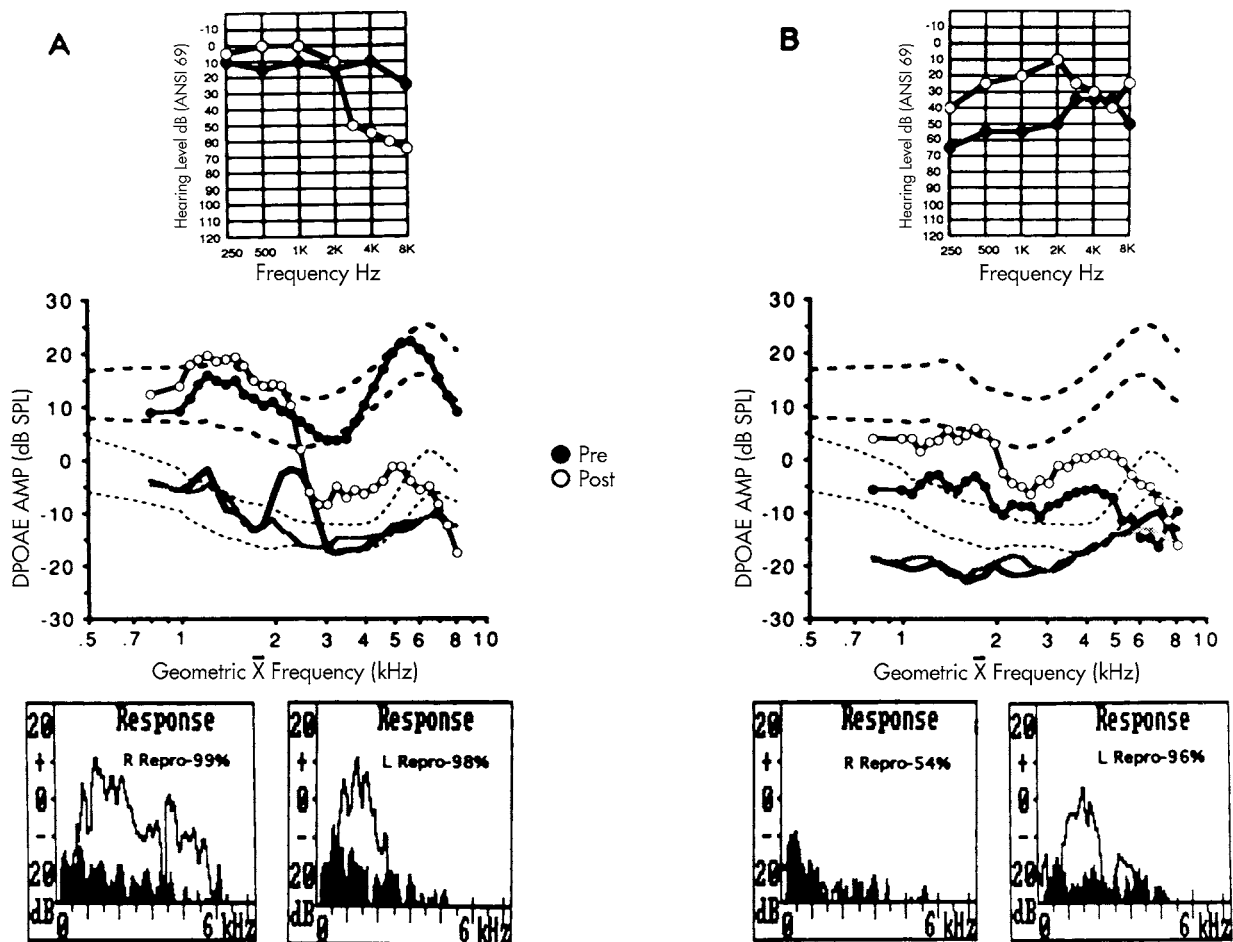 A
Hearing Level dB (ANSI 69)
-10
0
10
20
30
40
50
60
70
80
90
100
110
120
250 500 1K 2K 4K 8K
Frequency Hz
B
Hearing Level dB (ANSI 69)
-10
0
10
20
30
40
50
60
70
80
90
100
110
120
250 500 1K 2K 4K 8K
Frequency Hz
DPOAE AMP (dB SPL)
30
20
10
0
-10
-20
-30
.5 .7 1 2 3 4 5 6 8 10
Geometric X̄ Frequency (kHz)
Pre
Post
DPOAE AMP (dB SPL)
30
20
10
0
-10
-20
-30
.5 .7 1 2 3 4 5 6 8 10
Geometric X̄ Frequency (kHz)
Response
R Repro-99%
20
+
0
-
20
dB
0 6 kHz
Response
L Repro-98%
20
+
0
-
20
dB
0 6 kHz
Response
R Repro-54%
20
+
0
-
20
dB
0 6 kHz
Response
L Repro-96%
20
+
0
-
20
dB
0 6 kHz